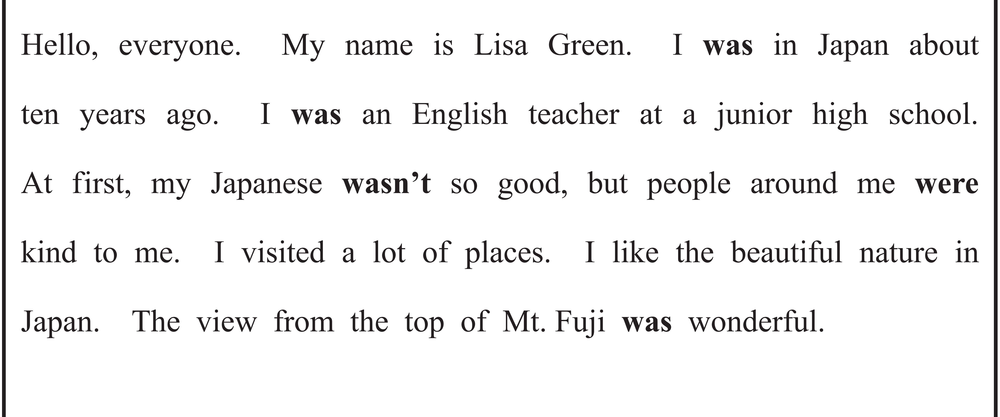 Hello, everyone. My name is Lisa Green. I was in Japan about
ten years ago. I was an English teacher at a junior high school.
At first, my Japanese wasn’t so good, but people around me were
kind to me. I visited a lot of places. I like the beautiful nature in
Japan. The view from the top of Mt. Fuji was wonderful.